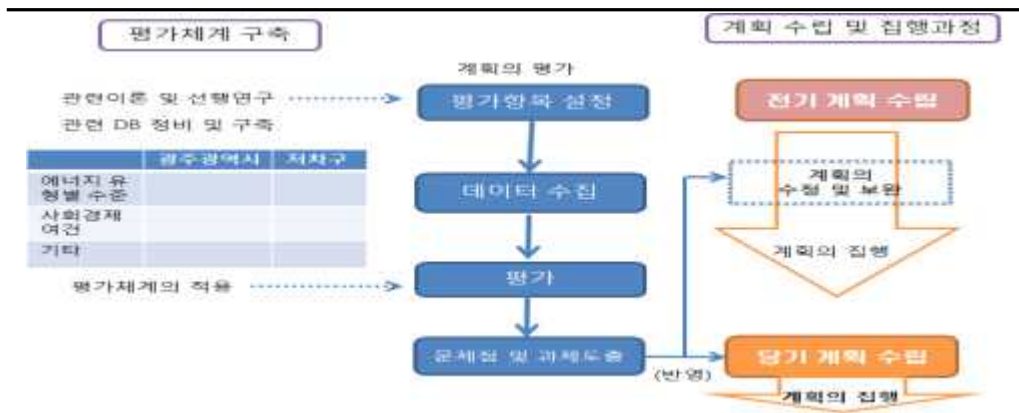 평가체계 구축
계획 수립 및 집행과정
계획의 평가
관련이론 및 선행연구
평가항목 설정
전기 계획 수립
관련 DB 정비 및 구축
광주광역시 자치구
에너지 유
형별 수준
사회경제
여건
기타
데이터 수집
계획의
수정 및 보완
계획의 집행
평가체계의 적용
평가
문제점 및 과제도출
(반영)
당기 계획 수립
계획의 집행